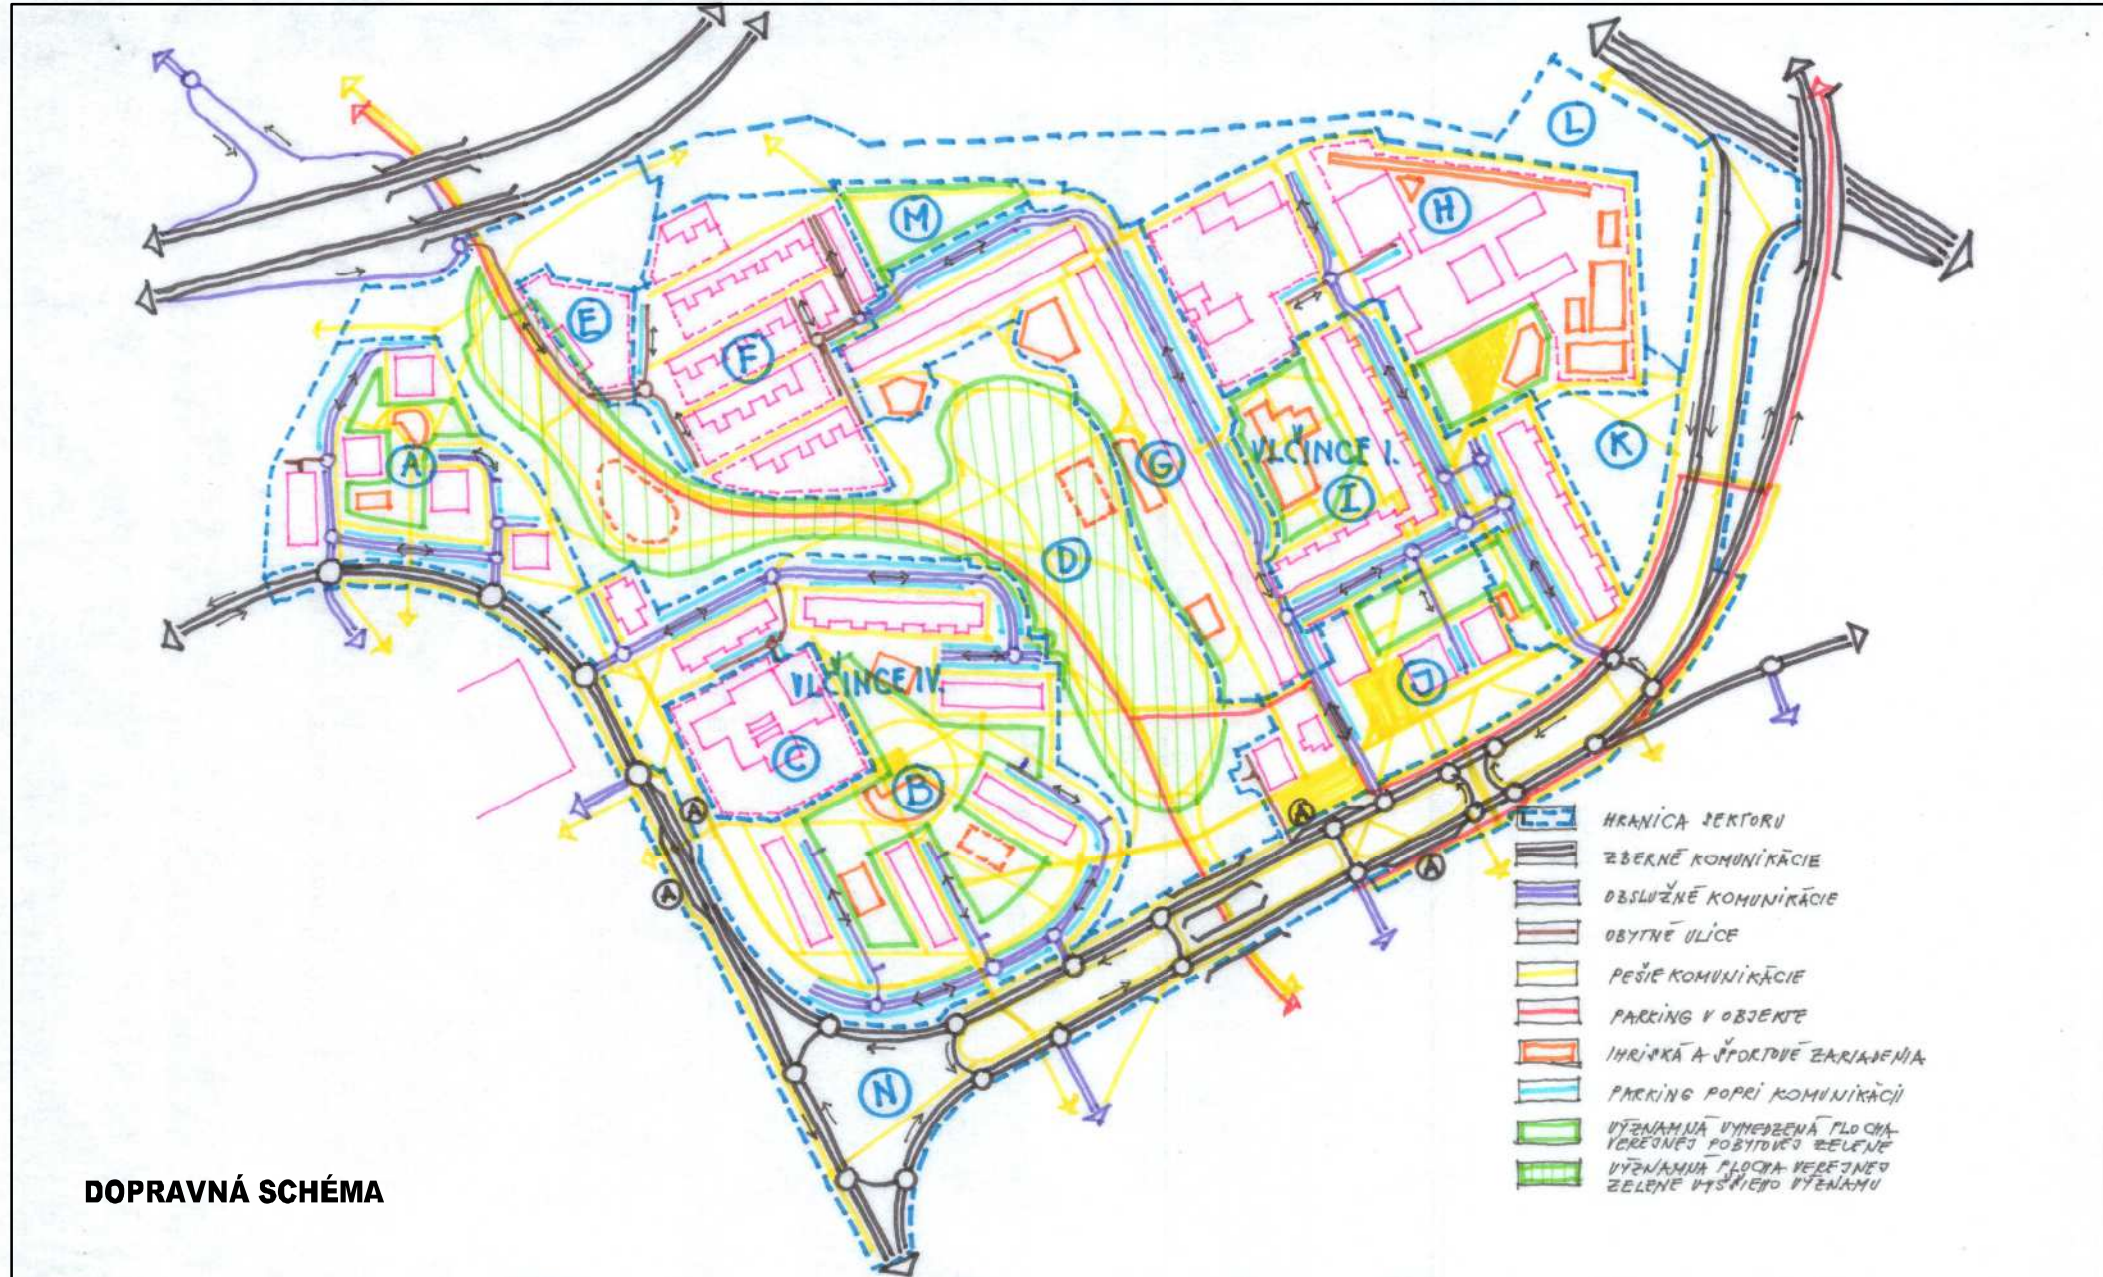 L
M
H
E
F
K
A
G
VLČINCE I.
I
D
VLČINCE IV.
J
C
B
A
A
A
A
N
HRANICA SEKTORU
ZBERNÉ KOMUNIKÁCIE
OBSLUŽNÉ KOMUNIKÁCIE
OBYTNÉ ULICE
PEŠIE KOMUNIKÁCIE
PARKING V OBJEKTE
IHRISKÁ A ŠPORTOVÉ ZARIADENIA
PARKING POPRI KOMUNIKÁCII
VÝZNAMNÁ VYMEDZENÁ PLOCHA
VEREJNEJ POBYTOVEJ ZELENE
VÝZNAMNÁ PLOCHA VEREJNEJ
ZELENE VYŠŠIEHO VÝZNAMU
DOPRAVNÁ SCHÉMA